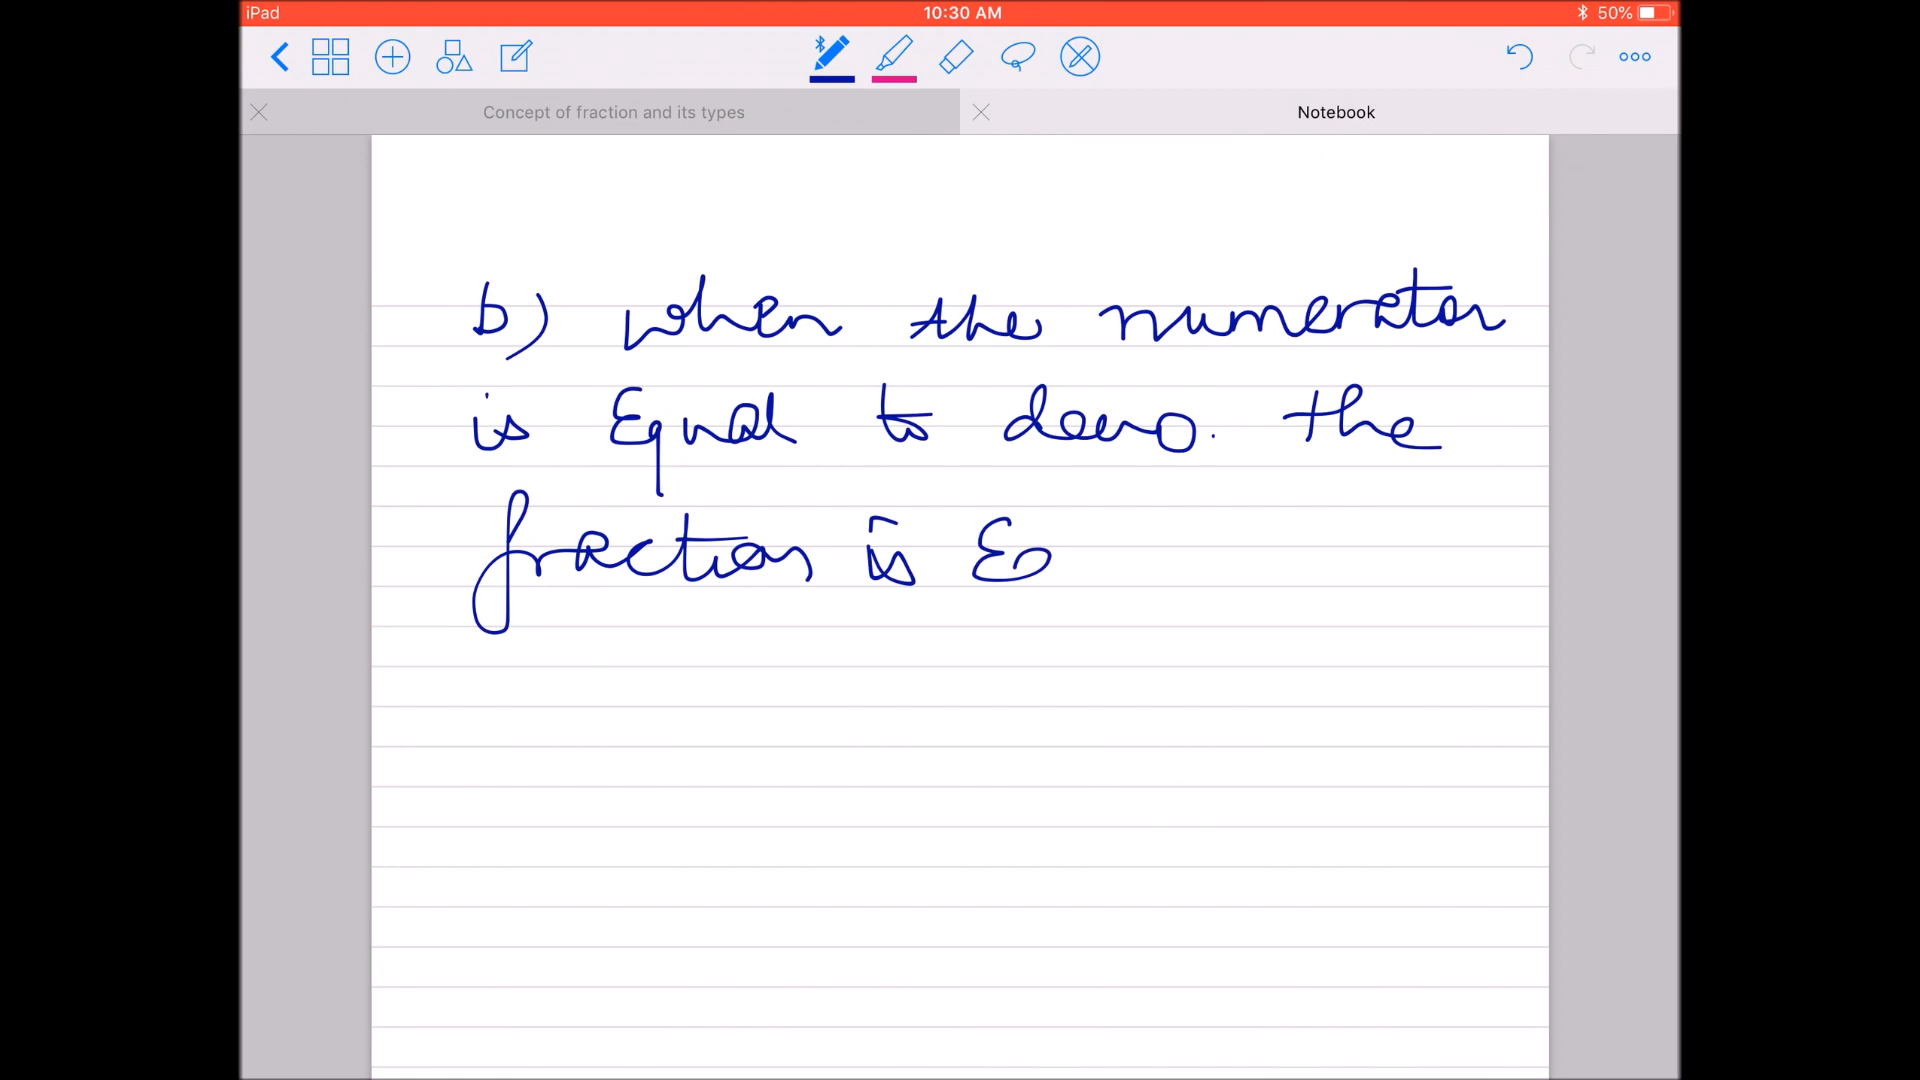 iPad 10:30 AM 50%
Concept of fraction and its types Notebook
b) when the numerator
is Equal to deno. the
fraction is